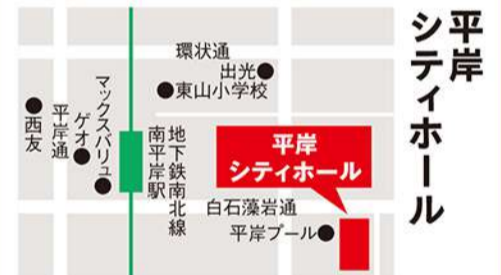 平岸
シティホール
環状通
出光
東山小学校
マックスバリュ
ゲオ
平岸通
西友
地下鉄南北線
南平岸駅
平岸
シティホール
白石藻岩通
平岸プール